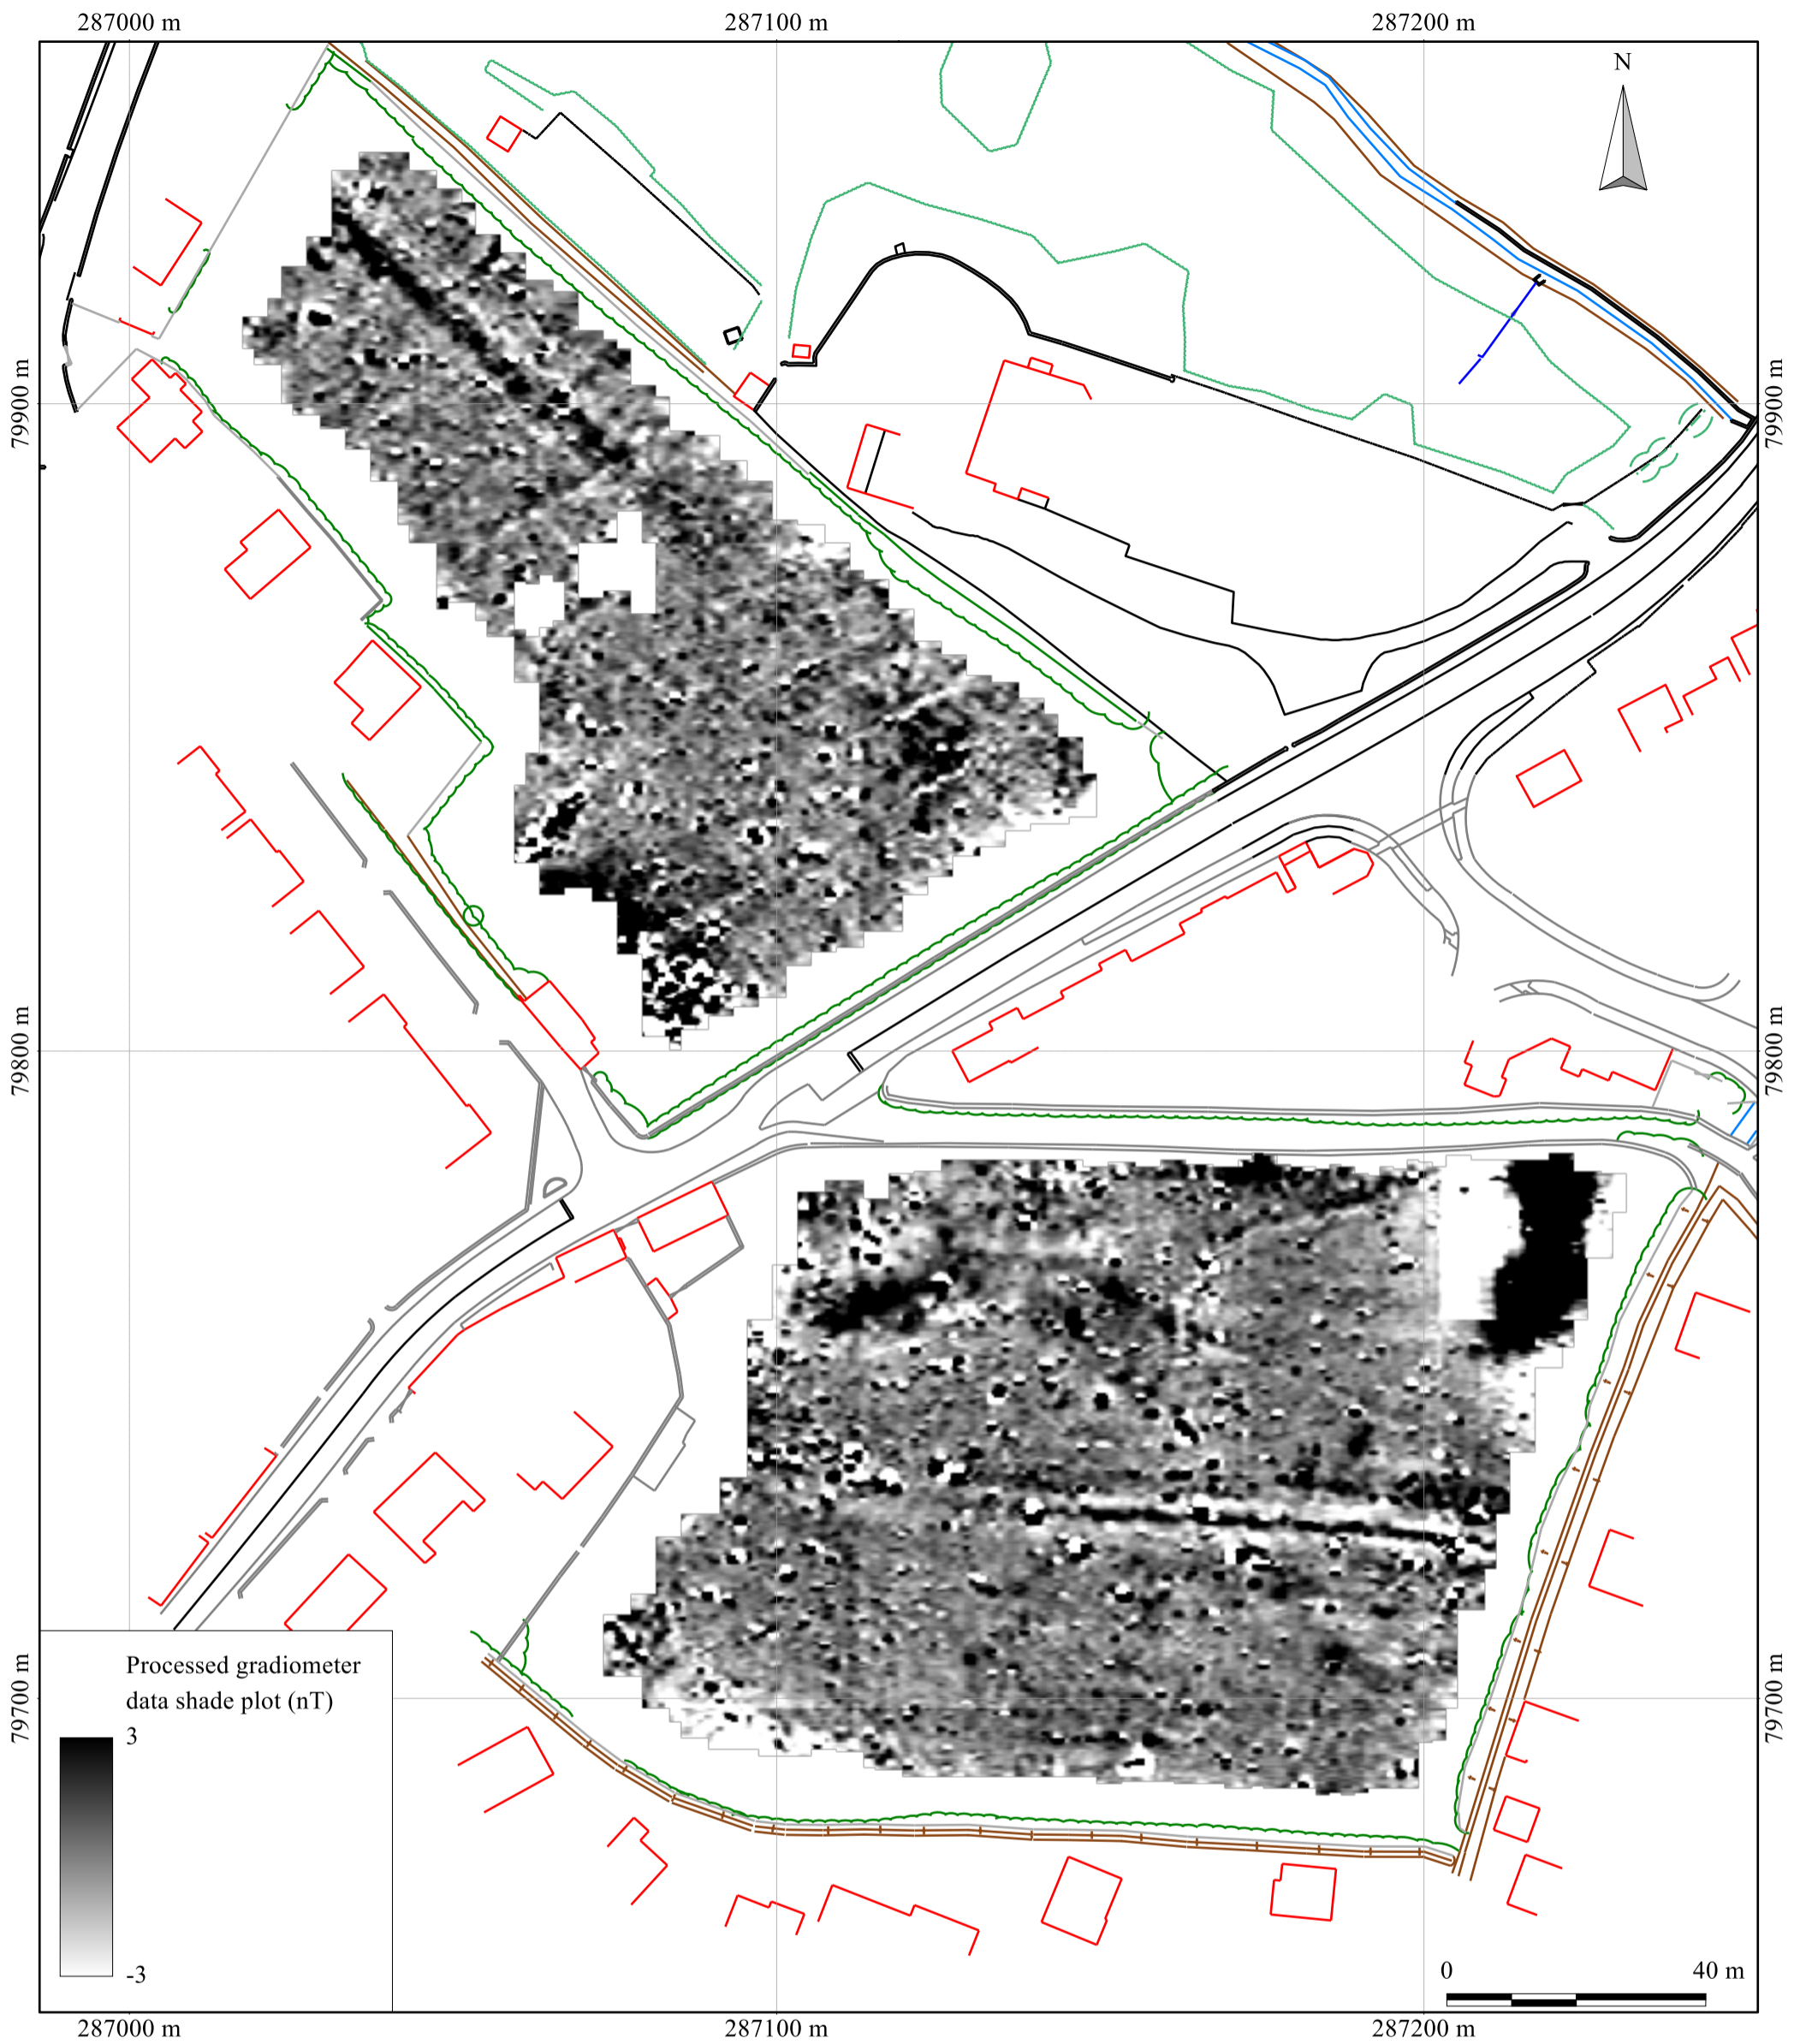 287000 m 287100 m 287200 m
N
79900 m 79900 m
79800 m 79800 m
79700 m 79700 m
Processed gradiometer
data shade plot (nT)
3
-3
0 40 m
287000 m 287100 m 287200 m